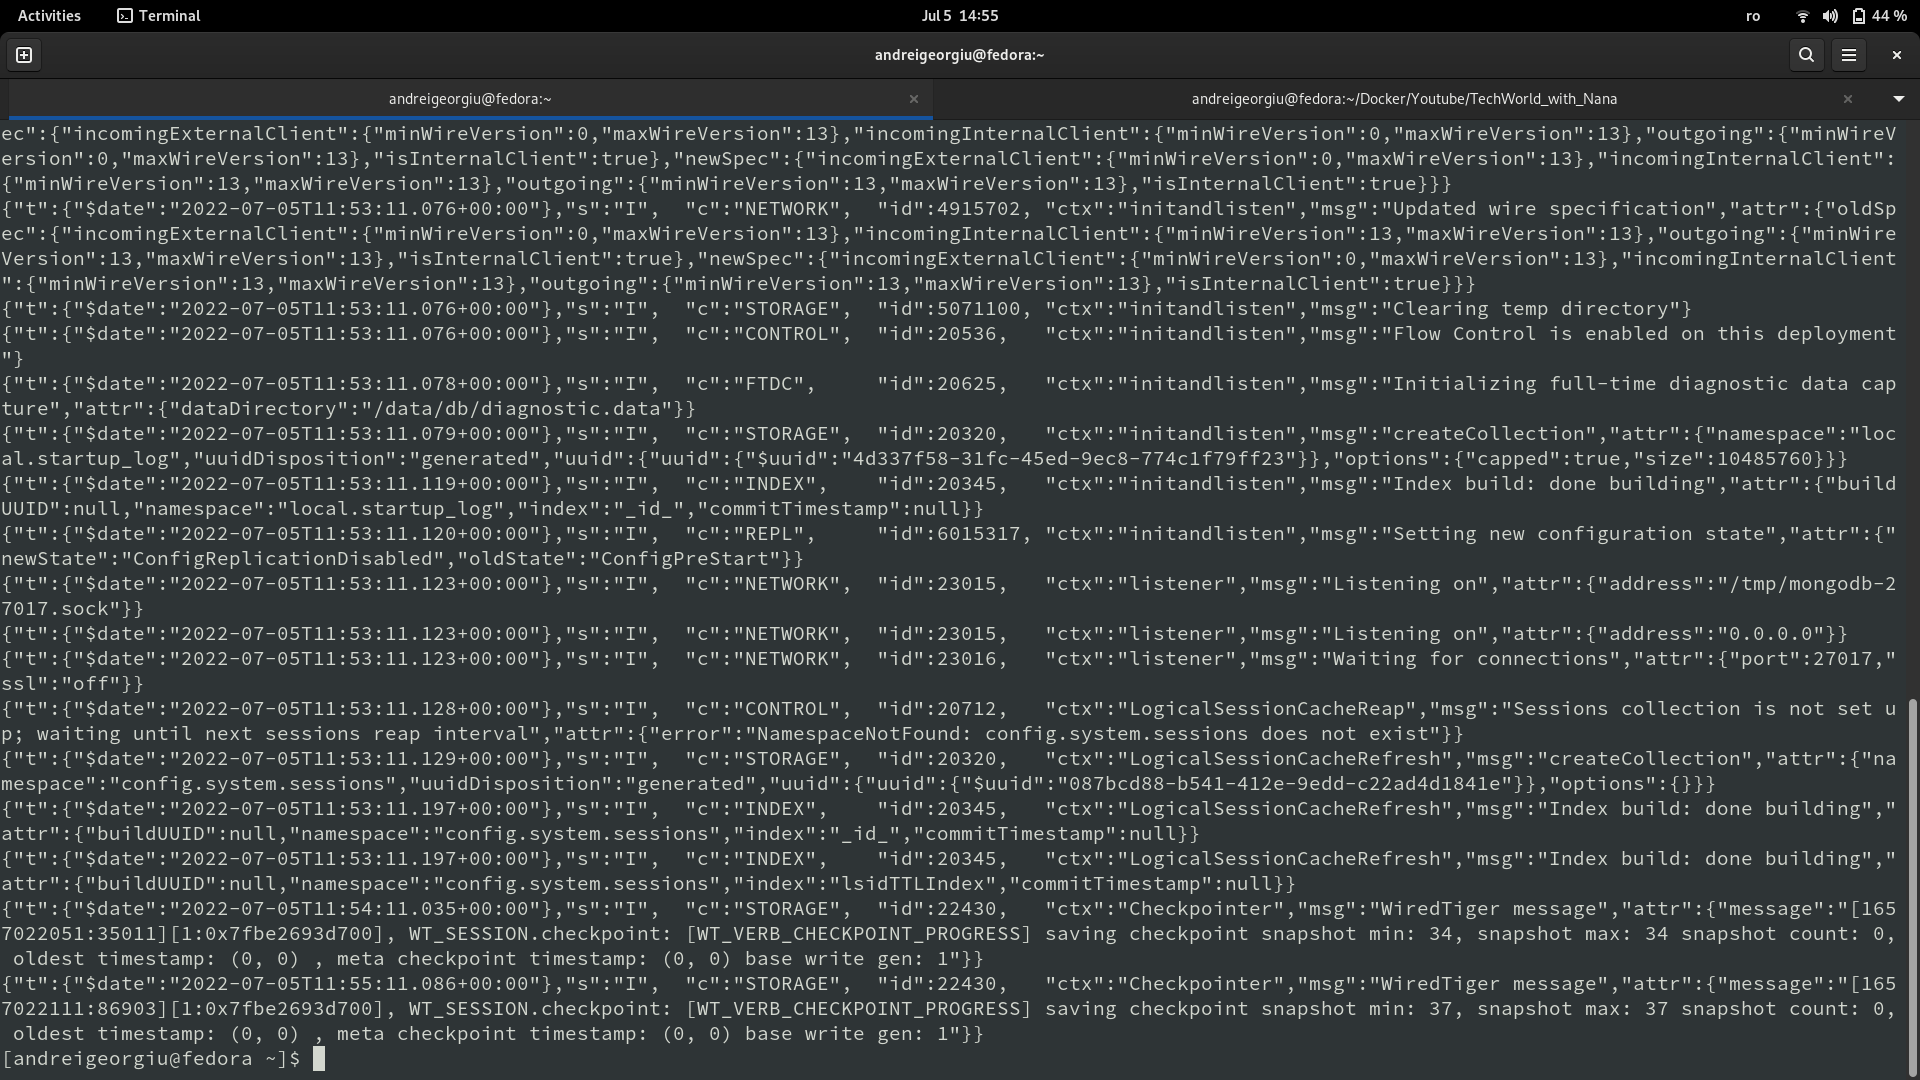 Activities Terminal Jul 5 14:55 ro 44 %
andreigeorgiu@fedora:~
andreigeorgiu@fedora:~ andreigeorgiu@fedora:~/Docker/Youtube/TechWorld_with_Nana
ec":{"incomingExternalClient":{"minWireVersion":0,"maxWireVersion":13},"incomingInternalClient":{"minWireVersion":0,"maxWireVersion":13},"outgoing":{"minWireV
ersion":0,"maxWireVersion":13},"isInternalClient":true},"newSpec":{"incomingExternalClient":{"minWireVersion":0,"maxWireVersion":13},"incomingInternalClient":
{"minWireVersion":13,"maxWireVersion":13},"outgoing":{"minWireVersion":13,"maxWireVersion":13},"isInternalClient":true}}}
{"t":{"$date":"2022-07-05T11:53:11.076+00:00"},"s":"I",  "c":"NETWORK",  "id":4915702, "ctx":"initandlisten","msg":"Updated wire specification","attr":{"oldSp
ec":{"incomingExternalClient":{"minWireVersion":0,"maxWireVersion":13},"incomingInternalClient":{"minWireVersion":13,"maxWireVersion":13},"outgoing":{"minWire
Version":13,"maxWireVersion":13},"isInternalClient":true},"newSpec":{"incomingExternalClient":{"minWireVersion":0,"maxWireVersion":13},"incomingInternalClient
":{"minWireVersion":13,"maxWireVersion":13},"outgoing":{"minWireVersion":13,"maxWireVersion":13},"isInternalClient":true}}}
{"t":{"$date":"2022-07-05T11:53:11.076+00:00"},"s":"I",  "c":"STORAGE",  "id":5071100, "ctx":"initandlisten","msg":"Clearing temp directory"}
{"t":{"$date":"2022-07-05T11:53:11.076+00:00"},"s":"I",  "c":"CONTROL",  "id":20536,   "ctx":"initandlisten","msg":"Flow Control is enabled on this deployment
"}
{"t":{"$date":"2022-07-05T11:53:11.078+00:00"},"s":"I",  "c":"FTDC",     "id":20625,   "ctx":"initandlisten","msg":"Initializing full-time diagnostic data cap
ture","attr":{"dataDirectory":"/data/db/diagnostic.data"}}
{"t":{"$date":"2022-07-05T11:53:11.079+00:00"},"s":"I",  "c":"STORAGE",  "id":20320,   "ctx":"initandlisten","msg":"createCollection","attr":{"namespace":"loc
al.startup_log","uuidDisposition":"generated","uuid":{"uuid":{"$uuid":"4d337f58-31fc-45ed-9ec8-774c1f79ff23"}},"options":{"capped":true,"size":10485760}}}
{"t":{"$date":"2022-07-05T11:53:11.119+00:00"},"s":"I",  "c":"INDEX",    "id":20345,   "ctx":"initandlisten","msg":"Index build: done building","attr":{"build
UUID":null,"namespace":"local.startup_log","index":"_id_","commitTimestamp":null}}
{"t":{"$date":"2022-07-05T11:53:11.120+00:00"},"s":"I",  "c":"REPL",     "id":6015317, "ctx":"initandlisten","msg":"Setting new configuration state","attr":{"
newState":"ConfigReplicationDisabled","oldState":"ConfigPreStart"}}
{"t":{"$date":"2022-07-05T11:53:11.123+00:00"},"s":"I",  "c":"NETWORK",  "id":23015,   "ctx":"listener","msg":"Listening on","attr":{"address":"/tmp/mongodb-2
7017.sock"}}
{"t":{"$date":"2022-07-05T11:53:11.123+00:00"},"s":"I",  "c":"NETWORK",  "id":23015,   "ctx":"listener","msg":"Listening on","attr":{"address":"0.0.0.0"}}
{"t":{"$date":"2022-07-05T11:53:11.123+00:00"},"s":"I",  "c":"NETWORK",  "id":23016,   "ctx":"listener","msg":"Waiting for connections","attr":{"port":27017,"
ssl":"off"}}
{"t":{"$date":"2022-07-05T11:53:11.128+00:00"},"s":"I",  "c":"CONTROL",  "id":20712,   "ctx":"LogicalSessionCacheReap","msg":"Sessions collection is not set u
p; waiting until next sessions reap interval","attr":{"error":"NamespaceNotFound: config.system.sessions does not exist"}}
{"t":{"$date":"2022-07-05T11:53:11.129+00:00"},"s":"I",  "c":"STORAGE",  "id":20320,   "ctx":"LogicalSessionCacheRefresh","msg":"createCollection","attr":{"na
mespace":"config.system.sessions","uuidDisposition":"generated","uuid":{"uuid":{"$uuid":"087bcd88-b541-412e-9edd-c22ad4d1841e"}},"options":{}}}
{"t":{"$date":"2022-07-05T11:53:11.197+00:00"},"s":"I",  "c":"INDEX",    "id":20345,   "ctx":"LogicalSessionCacheRefresh","msg":"Index build: done building","
attr":{"buildUUID":null,"namespace":"config.system.sessions","index":"_id_","commitTimestamp":null}}
{"t":{"$date":"2022-07-05T11:53:11.197+00:00"},"s":"I",  "c":"INDEX",    "id":20345,   "ctx":"LogicalSessionCacheRefresh","msg":"Index build: done building","
attr":{"buildUUID":null,"namespace":"config.system.sessions","index":"lsidTTLIndex","commitTimestamp":null}}
{"t":{"$date":"2022-07-05T11:54:11.035+00:00"},"s":"I",  "c":"STORAGE",  "id":22430,   "ctx":"Checkpointer","msg":"WiredTiger message","attr":{"message":"[165
7022051:35011][1:0x7fbe2693d700], WT_SESSION.checkpoint: [WT_VERB_CHECKPOINT_PROGRESS] saving checkpoint snapshot min: 34, snapshot max: 34 snapshot count: 0,
 oldest timestamp: (0, 0) , meta checkpoint timestamp: (0, 0) base write gen: 1"}}
{"t":{"$date":"2022-07-05T11:55:11.086+00:00"},"s":"I",  "c":"STORAGE",  "id":22430,   "ctx":"Checkpointer","msg":"WiredTiger message","attr":{"message":"[165
7022111:86903][1:0x7fbe2693d700], WT_SESSION.checkpoint: [WT_VERB_CHECKPOINT_PROGRESS] saving checkpoint snapshot min: 37, snapshot max: 37 snapshot count: 0,
 oldest timestamp: (0, 0) , meta checkpoint timestamp: (0, 0) base write gen: 1"}}
[andreigeorgiu@fedora ~]$